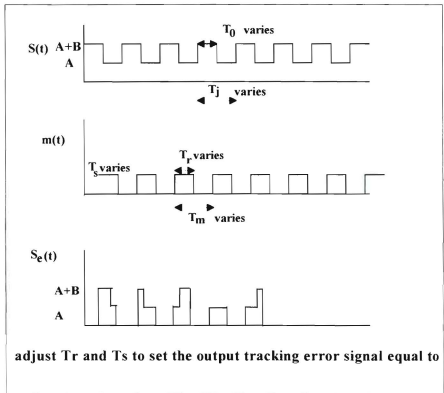 T0 varies
S(t) A+B
A
Tj varies
m(t)
Ts varies
Tr varies
Tm varies
Se(t)
A+B
A
adjust Tr and Ts to set the output tracking error signal equal to